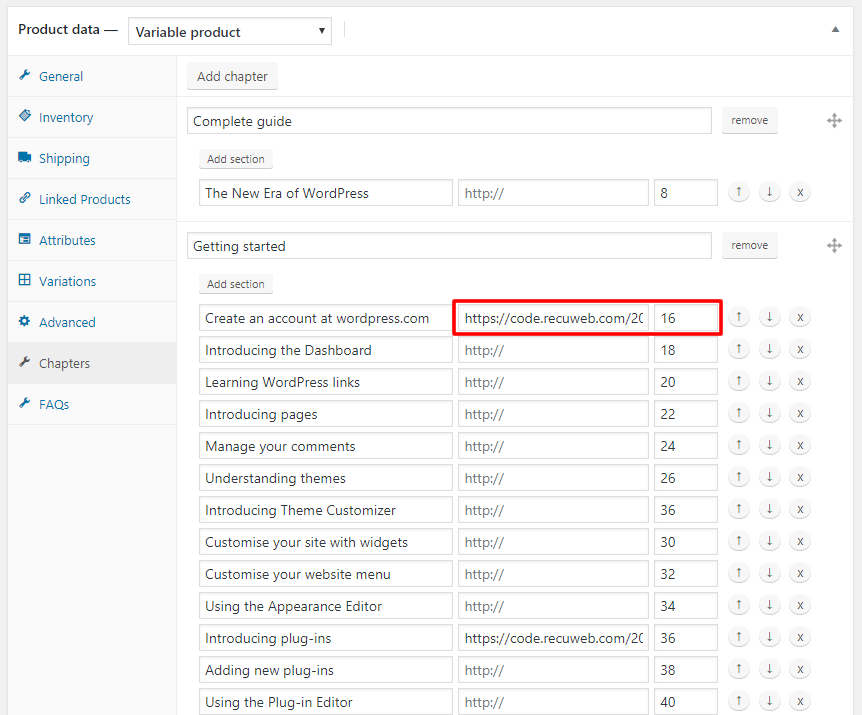 Product data — Variable product
General
Inventory
Shipping
Linked Products
Attributes
Variations
Advanced
Chapters
FAQs
Add chapter
Complete guide remove
Add section
The New Era of WordPress http:// 8 ↑ ↓ x
Getting started remove
Add section
Create an account at wordpress.com https://code.recuweb.com/20 16 ↑ ↓ x
Introducing the Dashboard http:// 18 ↑ ↓ x
Learning WordPress links http:// 20 ↑ ↓ x
Introducing pages http:// 22 ↑ ↓ x
Manage your comments http:// 24 ↑ ↓ x
Understanding themes http:// 26 ↑ ↓ x
Introducing Theme Customizer http:// 36 ↑ ↓ x
Customise your site with widgets http:// 30 ↑ ↓ x
Customise your website menu http:// 32 ↑ ↓ x
Using the Appearance Editor http:// 34 ↑ ↓ x
Introducing plug-ins https://code.recuweb.com/20 36 ↑ ↓ x
Adding new plug-ins http:// 38 ↑ ↓ x
Using the Plug-in Editor http:// 40 ↑ ↓ x